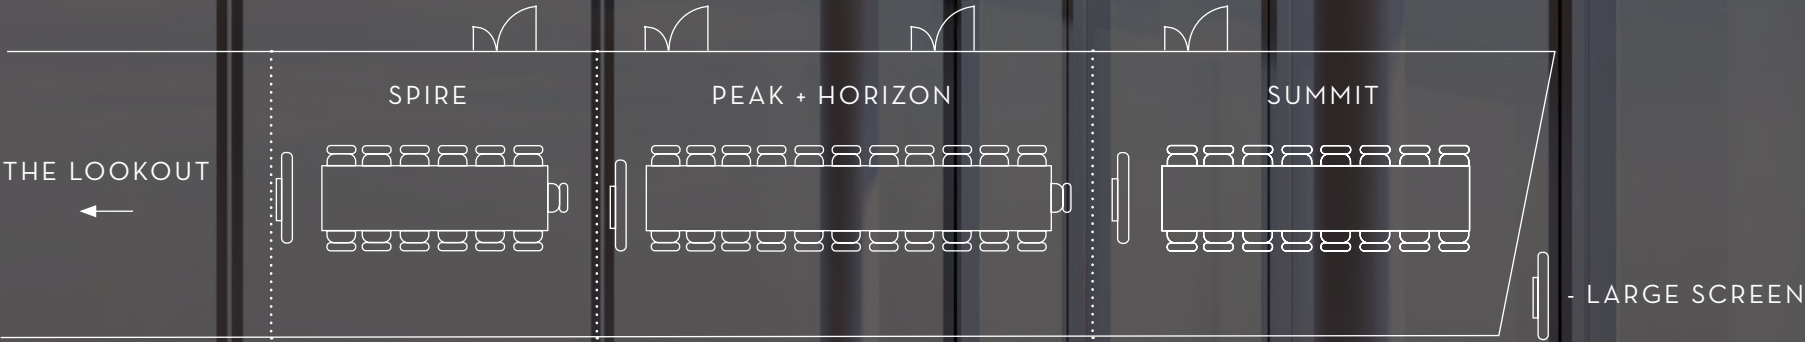 SPIRE
PEAK + HORIZON
SUMMIT
THE LOOKOUT
- LARGE SCREEN